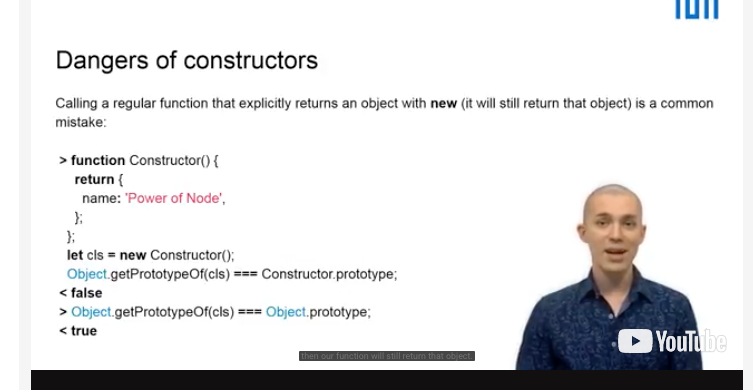 Dangers of constructors
Calling a regular function that explicitly returns an object with new (it will still return that object) is a common
mistake:
> function Constructor() {
return {
name: 'Power of Node',
};
};
let cls = new Constructor();
Object.getPrototypeOf(cls) === Constructor.prototype;
< false
> Object.getPrototypeOf(cls) === Object.prototype;
< true
then our function will still return that object.
YouTube